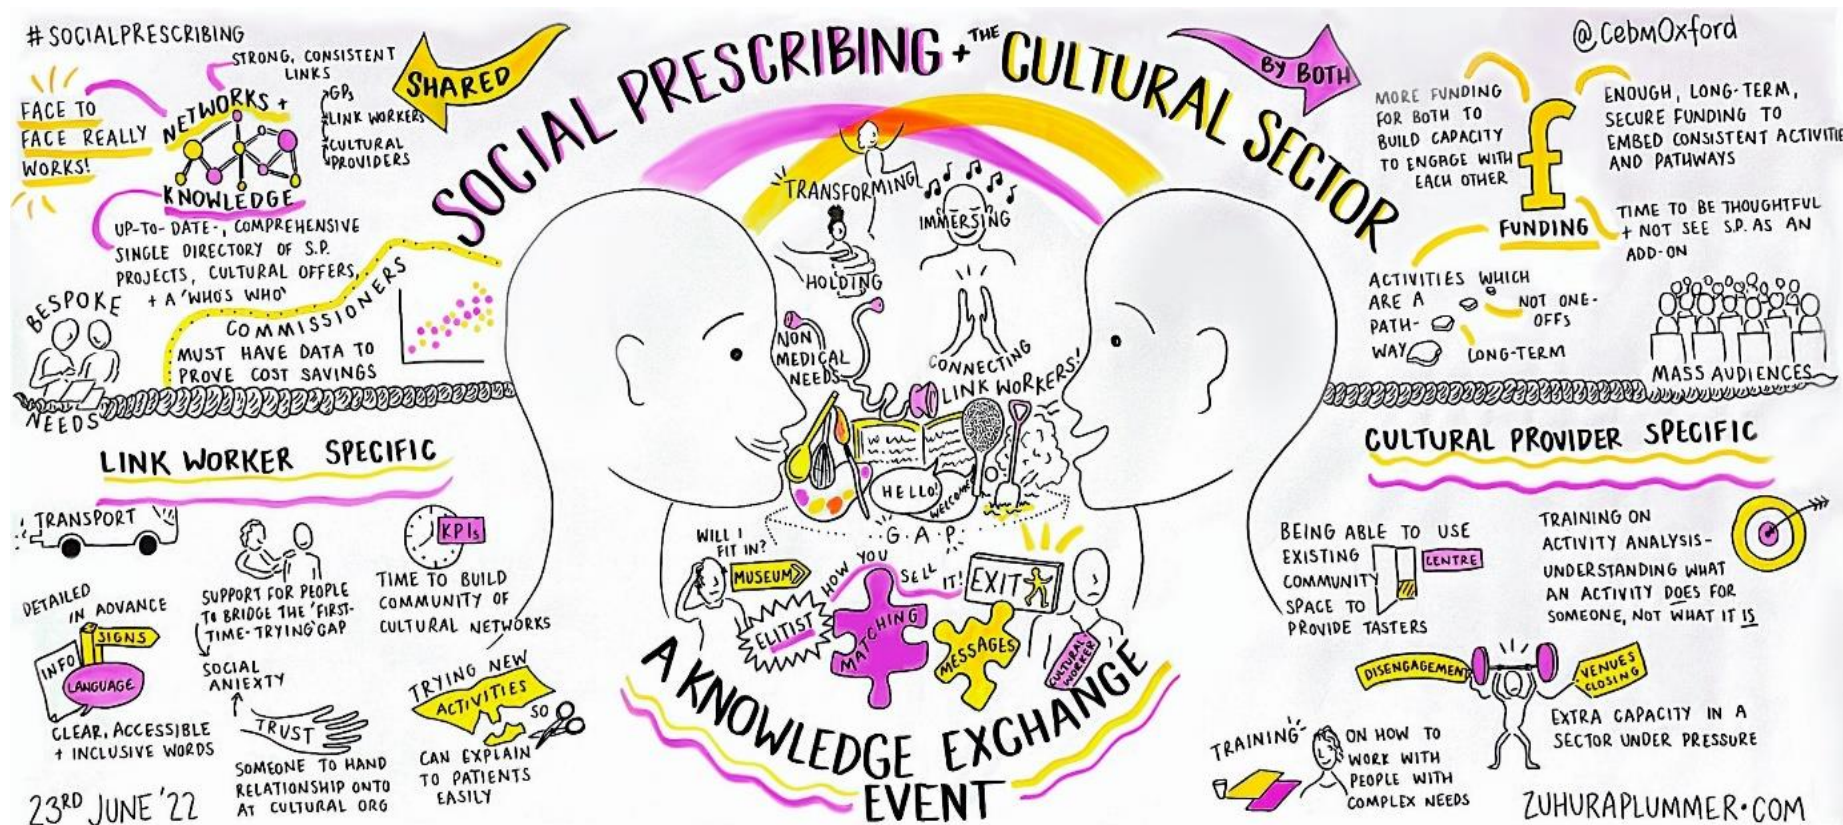 #SOCIALPRESCRIBING
STRONG, CONSISTENT
LINKS
GPs
LINK WORKERS
CULTURAL
PROVIDERS
FACE TO
FACE REALLY
WORKS!
NETWORKS +
KNOWLEDGE
UP-TO-DATE-, COMPREHENSIVE
SINGLE DIRECTORY OF S.P.
PROJECTS, CULTURAL OFFERS,
+ A 'WHO'S WHO'
SHARED
BESPOKE
NEEDS
COMMISSIONERS
MUST HAVE DATA TO
PROVE COST SAVINGS
SOCIAL PRESCRIBING + THE CULTURAL SECTOR
BY BOTH
@CebmOxford
MORE FUNDING
FOR BOTH TO
BUILD CAPACITY
TO ENGAGE WITH
EACH OTHER
£
FUNDING
ENOUGH, LONG-TERM,
SECURE FUNDING TO
EMBED CONSISTENT ACTIVITIE
AND PATHWAYS
TIME TO BE THOUGHTFUL
+ NOT SEE S.P. AS AN
ADD-ON
ACTIVITIES WHICH
ARE A
PATH-
WAY
NOT ONE-
OFFS
LONG-TERM
MASS AUDIENCES
TRANSFORMING
IMMERSING
HOLDING
CONNECTING
NON
MEDICAL
NEEDS
LINK WORKERS!
HELLO!
WELCOME
G.A.P.
WILL I
FIT IN?
MUSEUM
ELITIST
HOW YOU SELL IT!
MATCHING
MESSAGES
EXIT
CULTURAL
WORKER
A KNOWLEDGE EXCHANGE
EVENT
LINK WORKER SPECIFIC
TRANSPORT
DETAILED
IN ADVANCE
INFO
SIGNS
LANGUAGE
CLEAR, ACCESSIBLE
+ INCLUSIVE WORDS
SUPPORT FOR PEOPLE
TO BRIDGE THE 'FIRST-
TIME-TRYING' GAP
SOCIAL
ANIEXTY
TRUST
SOMEONE TO HAND
RELATIONSHIP ONTO
AT CULTURAL ORG
KPIs
TIME TO BUILD
COMMUNITY OF
CULTURAL NETWORKS
TRYING NEW
ACTIVITIES
SO
CAN EXPLAIN
TO PATIENTS
EASILY
23RD JUNE '22
CULTURAL PROVIDER SPECIFIC
BEING ABLE TO USE
EXISTING
COMMUNITY
SPACE TO
PROVIDE TASTERS
CENTRE
TRAINING ON
ACTIVITY ANALYSIS-
UNDERSTANDING WHAT
AN ACTIVITY DOES FOR
SOMEONE, NOT WHAT IT IS
DISENGAGEMENT
VENUES
CLOSING
EXTRA CAPACITY IN A
SECTOR UNDER PRESSURE
TRAINING
ON HOW TO
WORK WITH
PEOPLE WITH
COMPLEX NEEDS
ZUHURAPLUMMER.COM